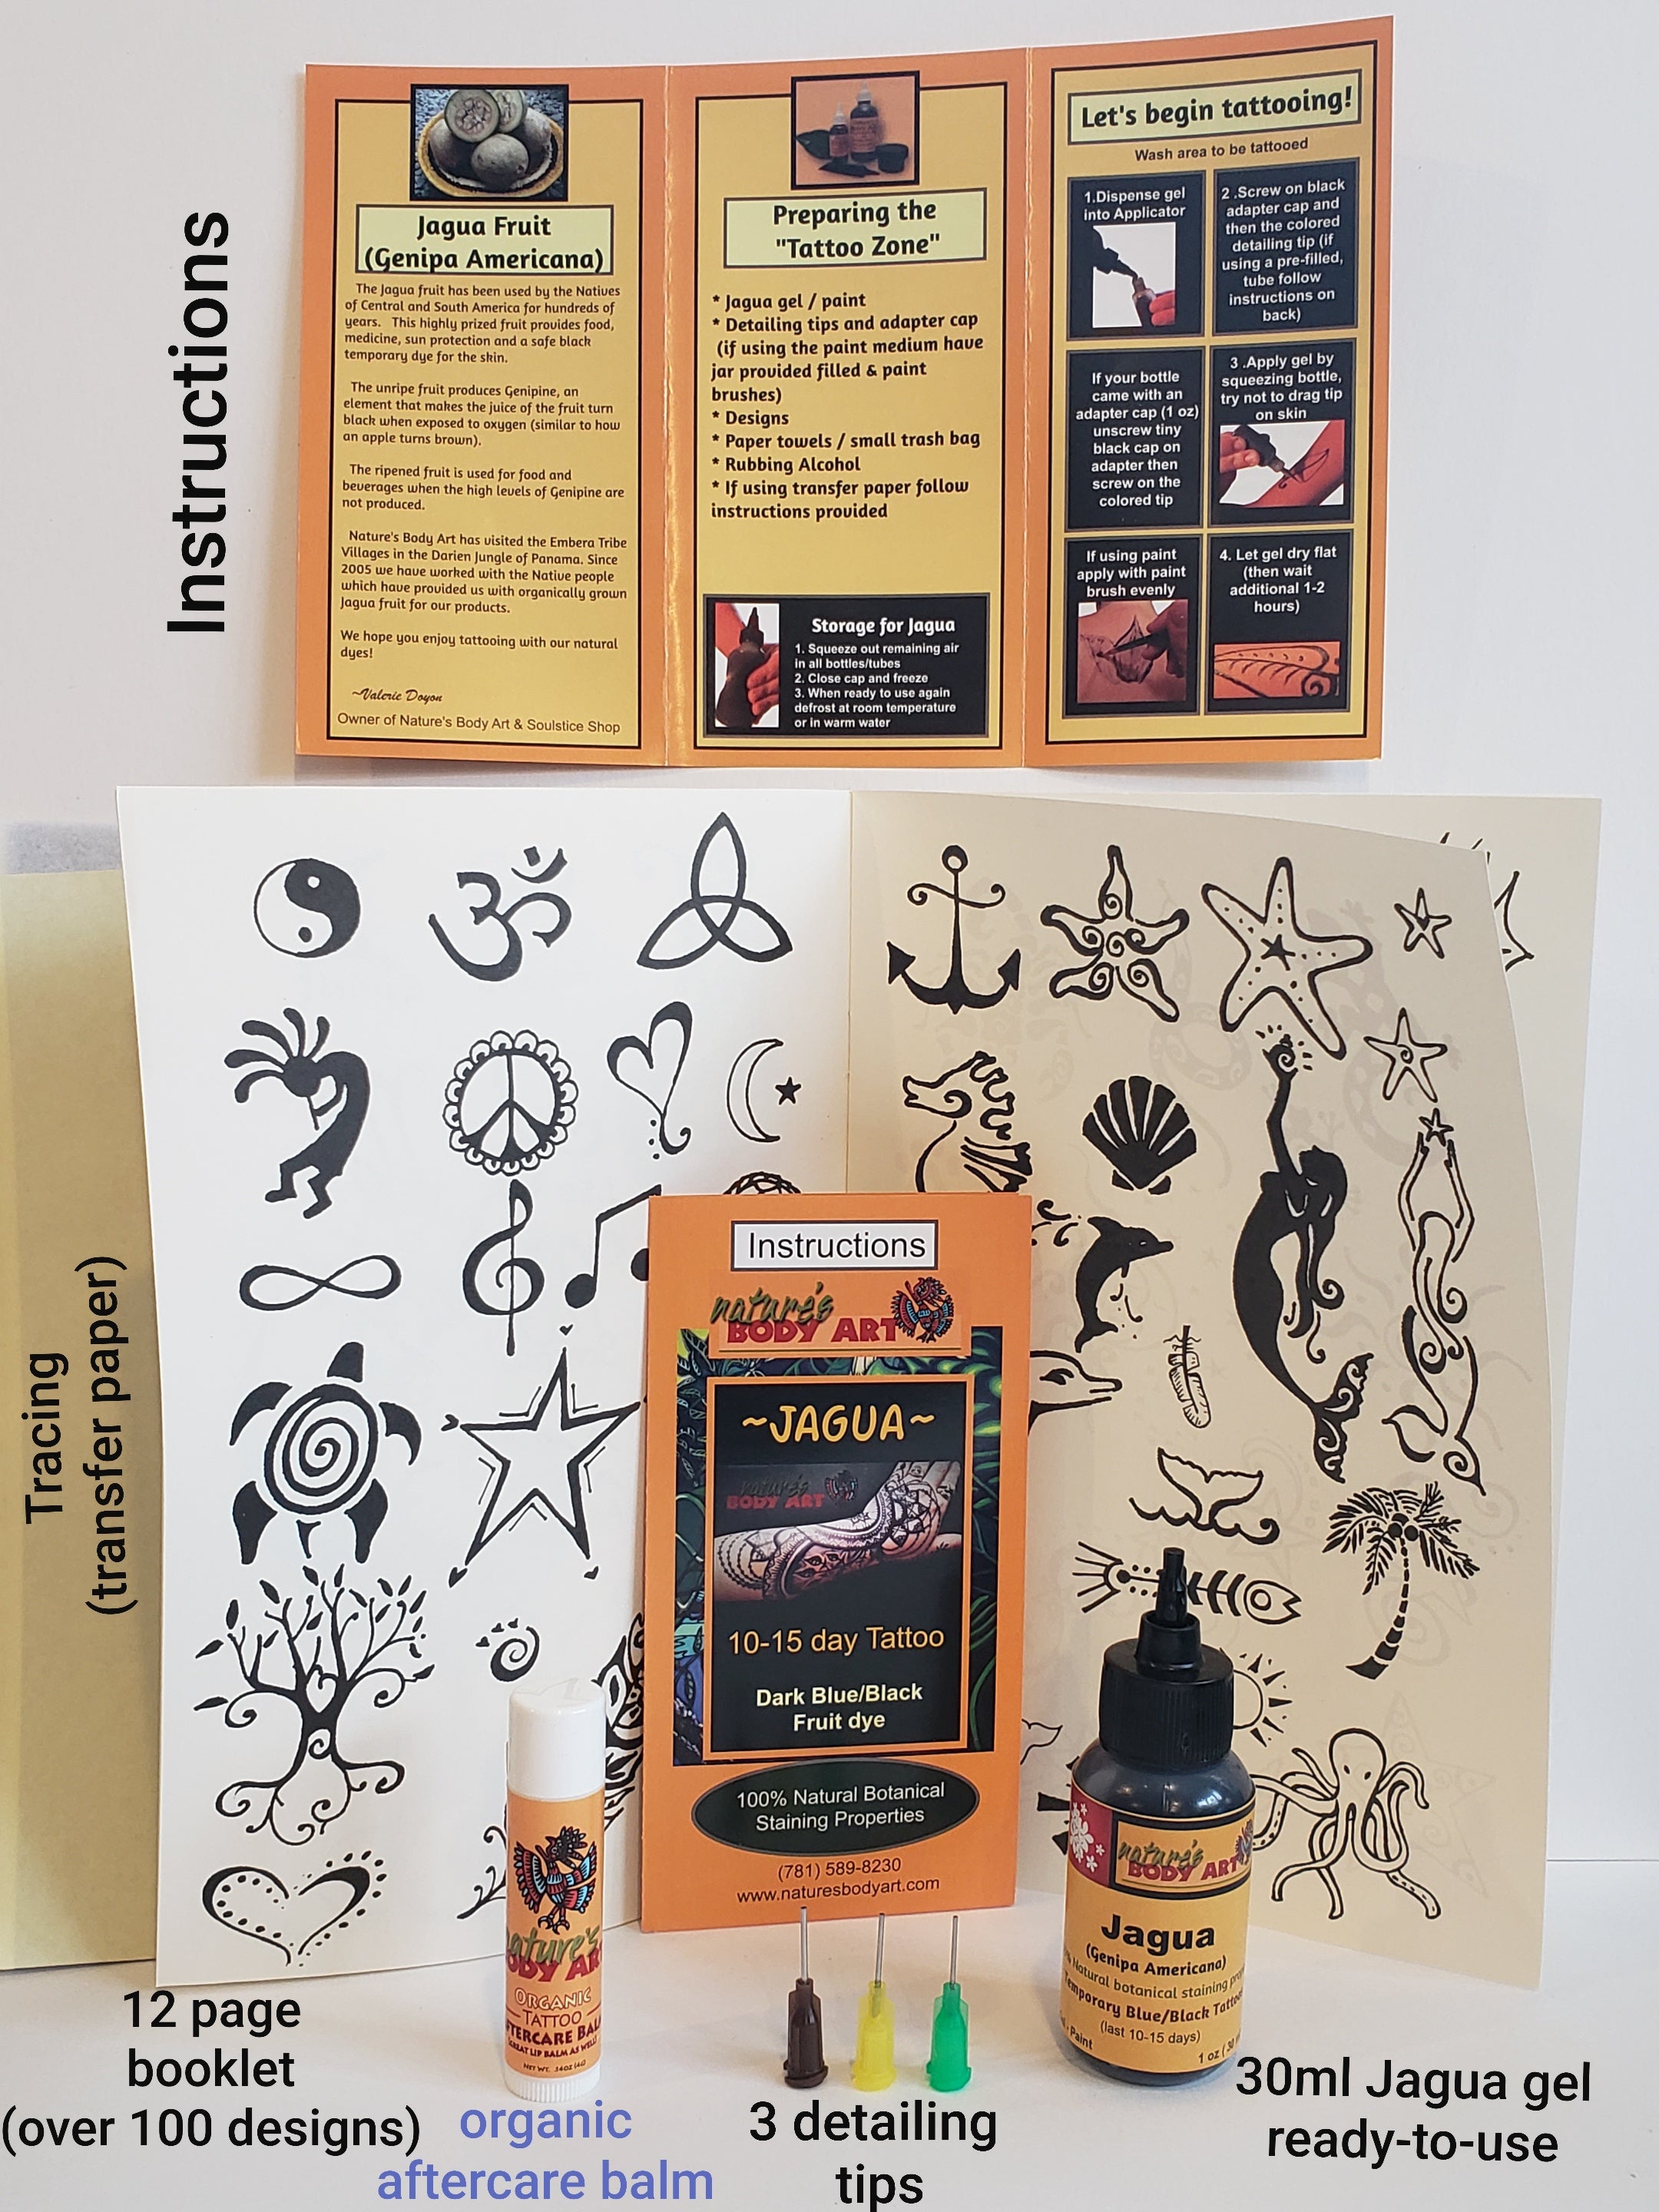 Instructions
Jagua Fruit
(Genipa Americana)
The Jagua fruit has been used by the Natives
of Central and South America for hundreds of
years. This highly prized fruit provides food,
medicine, sun protection and a safe black
temporary dye for the skin.
The unripe fruit produces Genipine, an
element that makes the juice of the fruit turn
black when exposed to oxygen (similar to how
an apple turns brown).
The ripened fruit is used for food and
beverages when the high levels of Genipine are
not produced.
Nature's Body Art has visited the Embera Tribe
Villages in the Darien Jungle of Panama. Since
2005 we have worked with the Native people
which have provided us with organically grown
Jagua fruit for our products.
We hope you enjoy tattooing with our natural
dyes!
~Valerie Doyon
Owner of Nature's Body Art & Soulstice Shop
Preparing the
"Tattoo Zone"
* Jagua gel / paint
* Detailing tips and adapter cap
(if using the paint medium have
jar provided filled & paint
brushes)
* Designs
* Paper towels / small trash bag
* Rubbing Alcohol
* If using transfer paper follow
instructions provided
Storage for Jagua
1. Squeeze out remaining air
in all bottles/tubes
2. Close cap and freeze
3. When ready to use again
defrost at room temperature
or in warm water
Let's begin tattooing!
Wash area to be tattooed
1.Dispense gel
into Applicator
2 .Screw on black
adapter cap and
then the colored
detailing tip (if
using a pre-filled,
tube follow
instructions on
back)
If your bottle
came with an
adapter cap (1 oz)
unscrew tiny
black cap on
adapter then
screw on the
colored tip
3 .Apply gel by
squeezing bottle,
try not to drag tip
on skin
If using paint
apply with paint
brush evenly
4. Let gel dry flat
(then wait
additional 1-2
hours)
Tracing
(transfer paper)
ॐ
Instructions
nature's
BODY ART
~JAGUA~
nature's
BODY ART
10-15 day Tattoo
Dark Blue/Black
Fruit dye
100% Natural Botanical
Staining Properties
(781) 589-8230
www.naturesbodyart.com
nature's
BODY ART
ORGANIC
TATTOO
AFTERCARE BALM
GREAT LIP BALM AS WELL!
NET WT. .14OZ (4G)
nature's
BODY ART
Jagua
(Genipa Americana)
Natural botanical staining
Temporary Blue/Black Tattoo
(last 10-15 days)
Paint
1 oz
12 page
booklet
(over 100 designs)
organic
aftercare balm
3 detailing
tips
30ml Jagua gel
ready-to-use